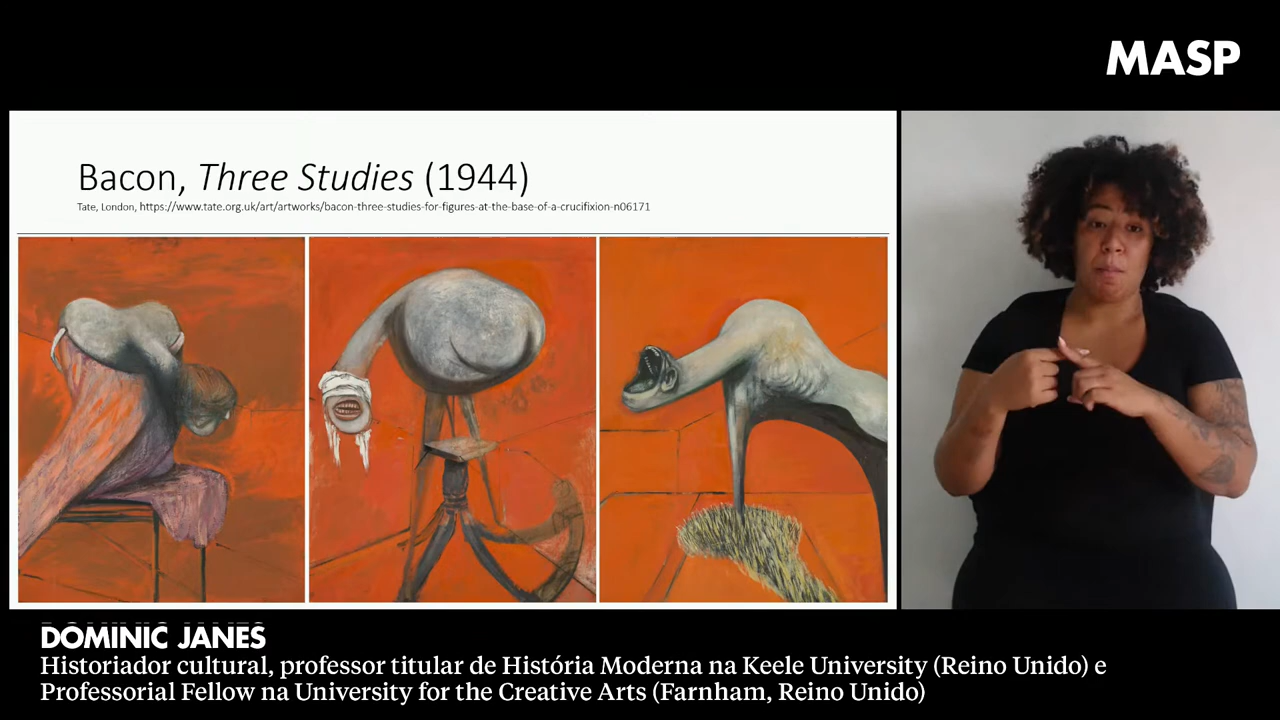 MASP
Bacon, Three Studies (1944)
Tate, London, https://www.tate.org.uk/art/artworks/bacon-three-studies-for-figures-at-the-base-of-a-crucifixion-n06171
DOMINIC JANES
Historiador cultural, professor titular de História Moderna na Keele University (Reino Unido) e
Professorial Fellow na University for the Creative Arts (Farnham, Reino Unido)